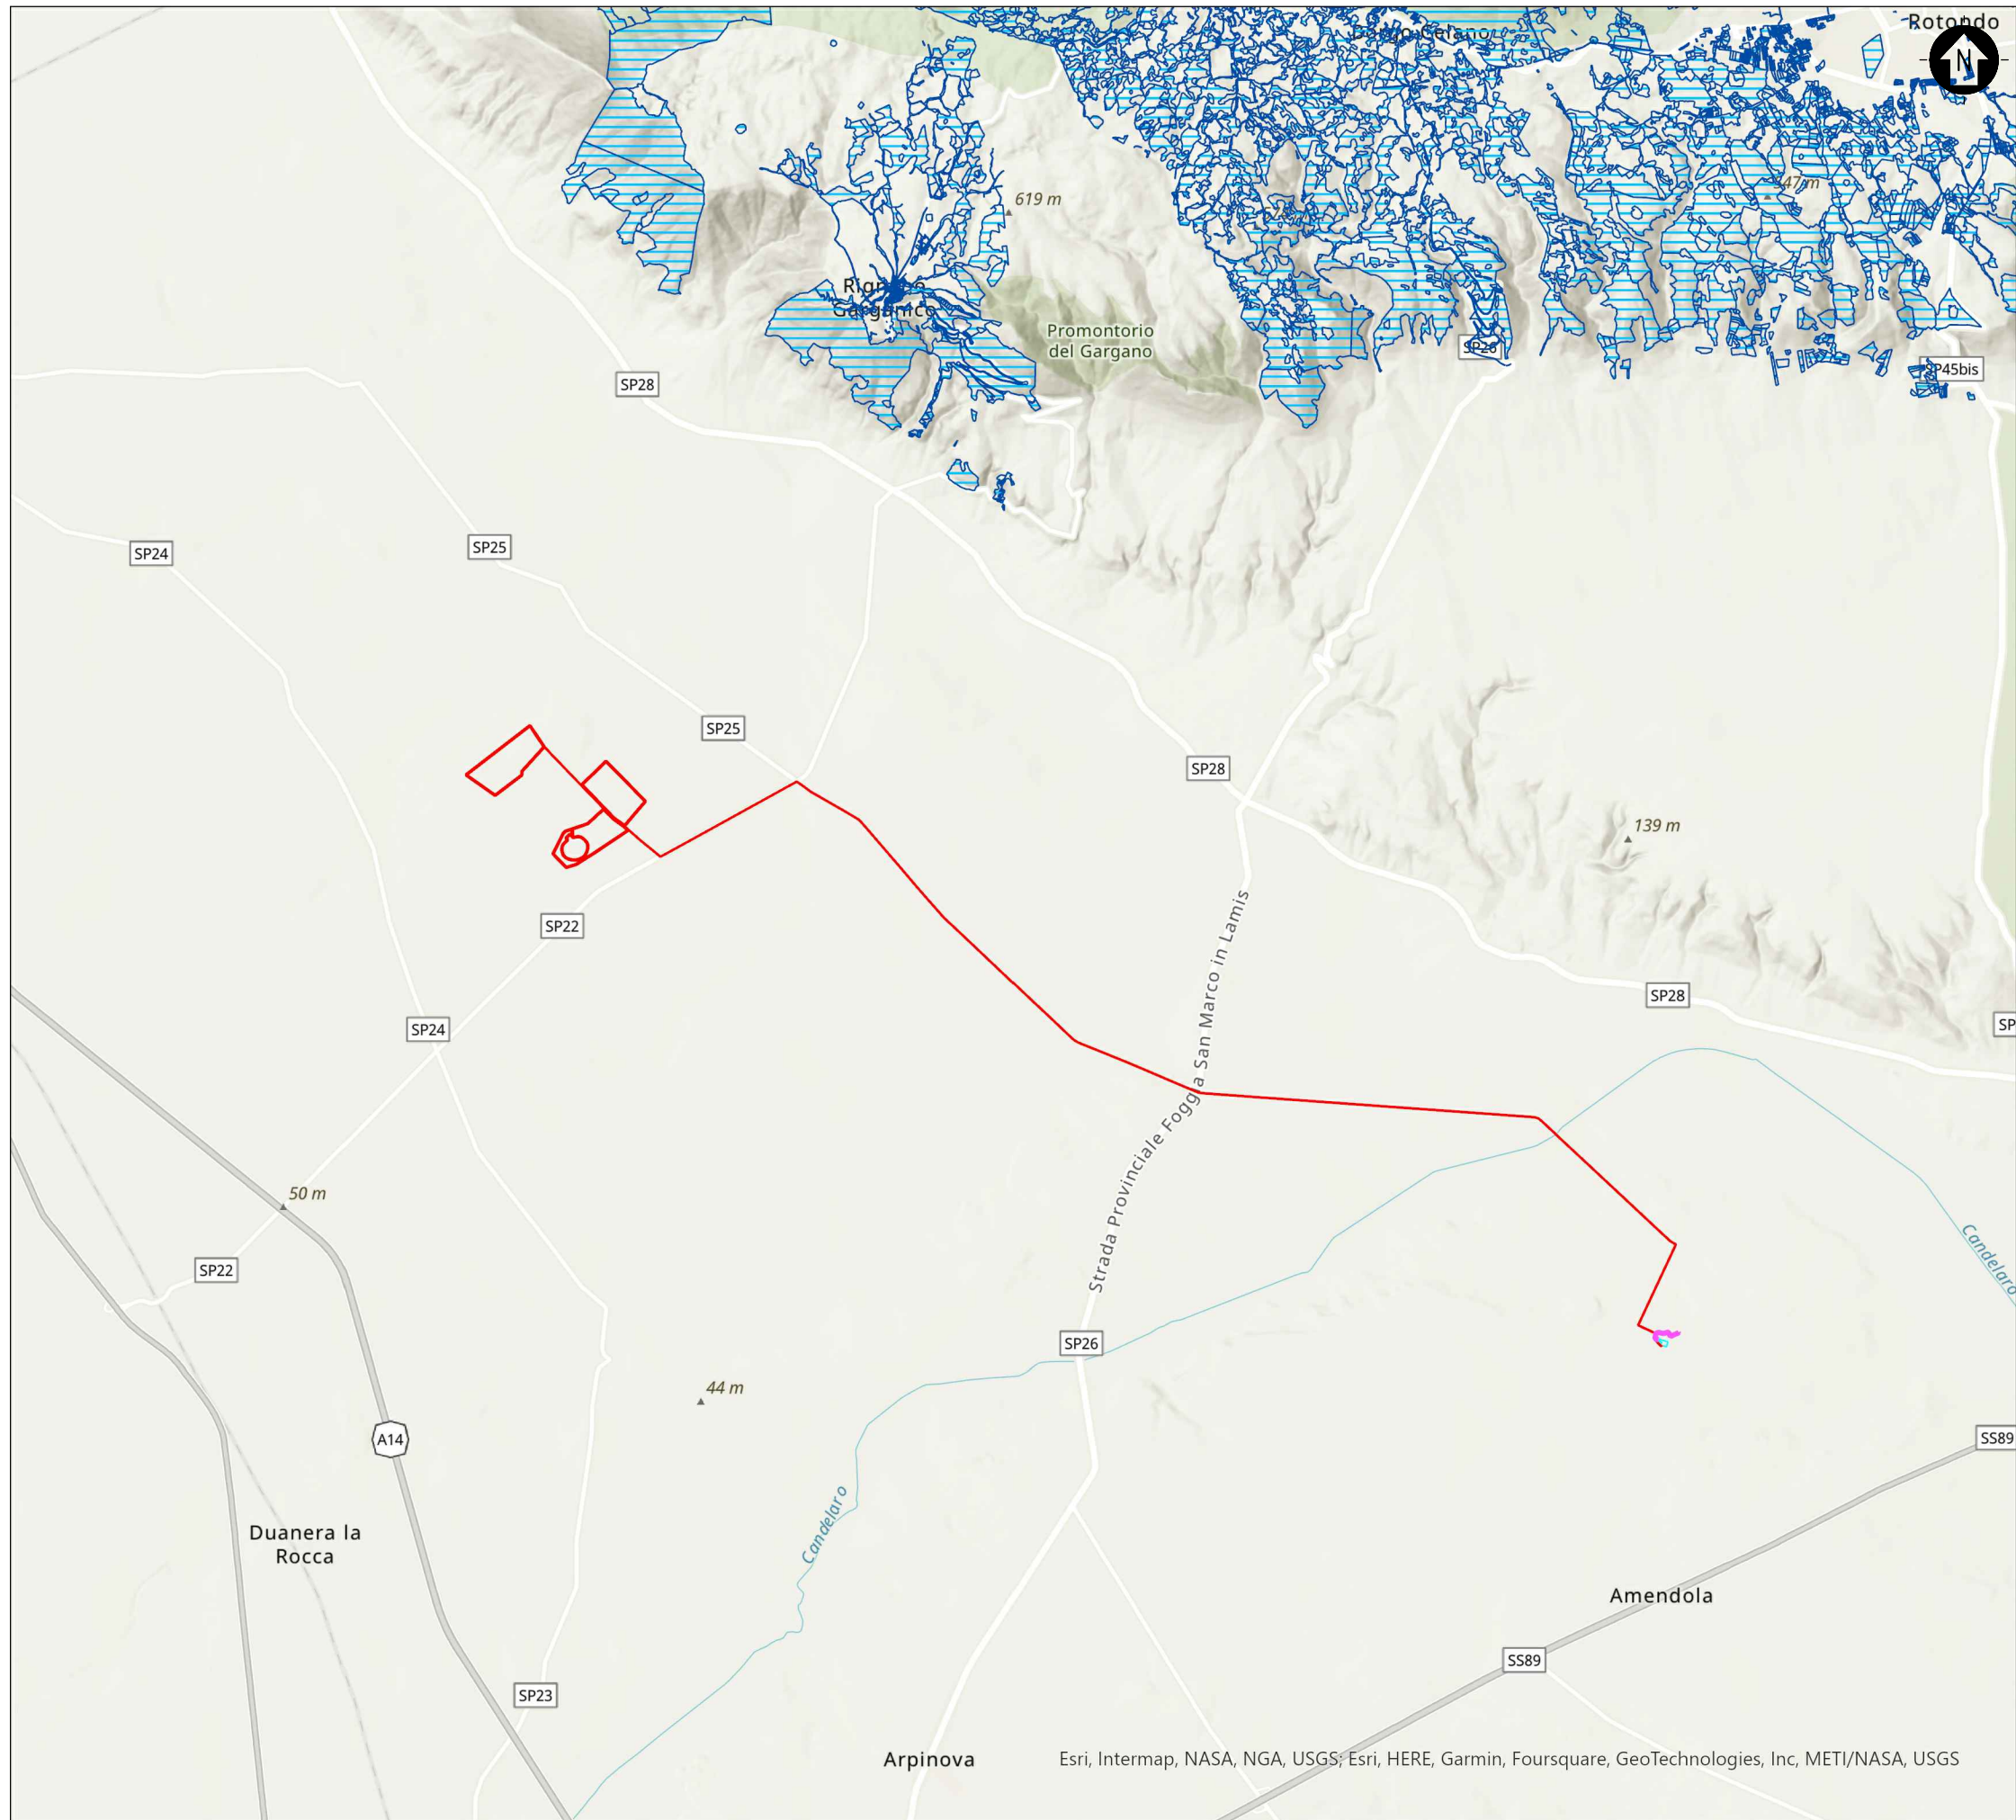 Rotondo
N
619 m
Promontorio
del Gargano
SP26
SP45bis
SP28
SP24
SP25
SP25
SP28
139 m
SP22
Strada Provinciale Foggia San Marco in Lamis
SP28
SP
SP24
50 m
SP22
Candelaro
SP26
44 m
A14
SS89
Candelaro
Duanera la
Rocca
Amendola
SS89
SP23
Arpinova
Esri, Intermap, NASA, NGA, USGS; Esri, HERE, Garmin, Foursquare, GeoTechnologies, Inc, METI/NASA, USGS